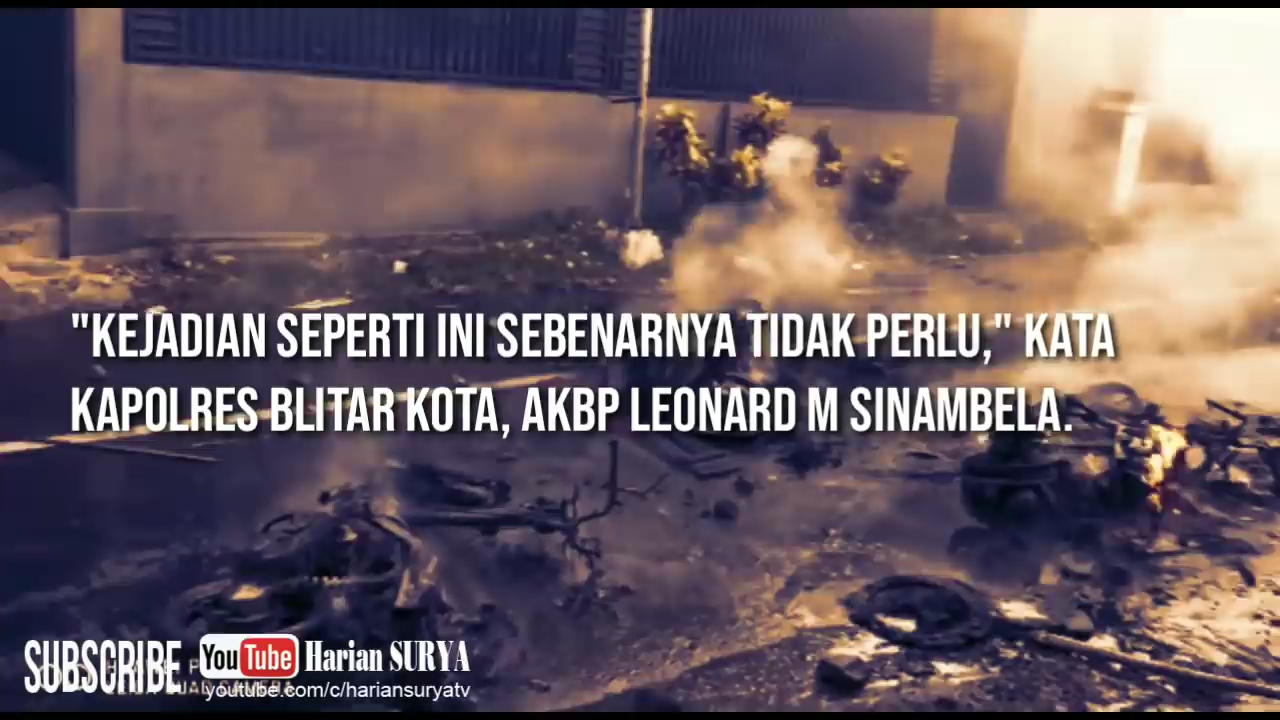 "KEJADIAN SEPERTI INI SEBENARNYA TIDAK PERLU," KATA
KAPOLRES BLITAR KOTA, AKBP LEONARD M SINAMBELA.
SUBSCRIBE YouTube Harian SURYA
youtube.com/c/hariansuryatv